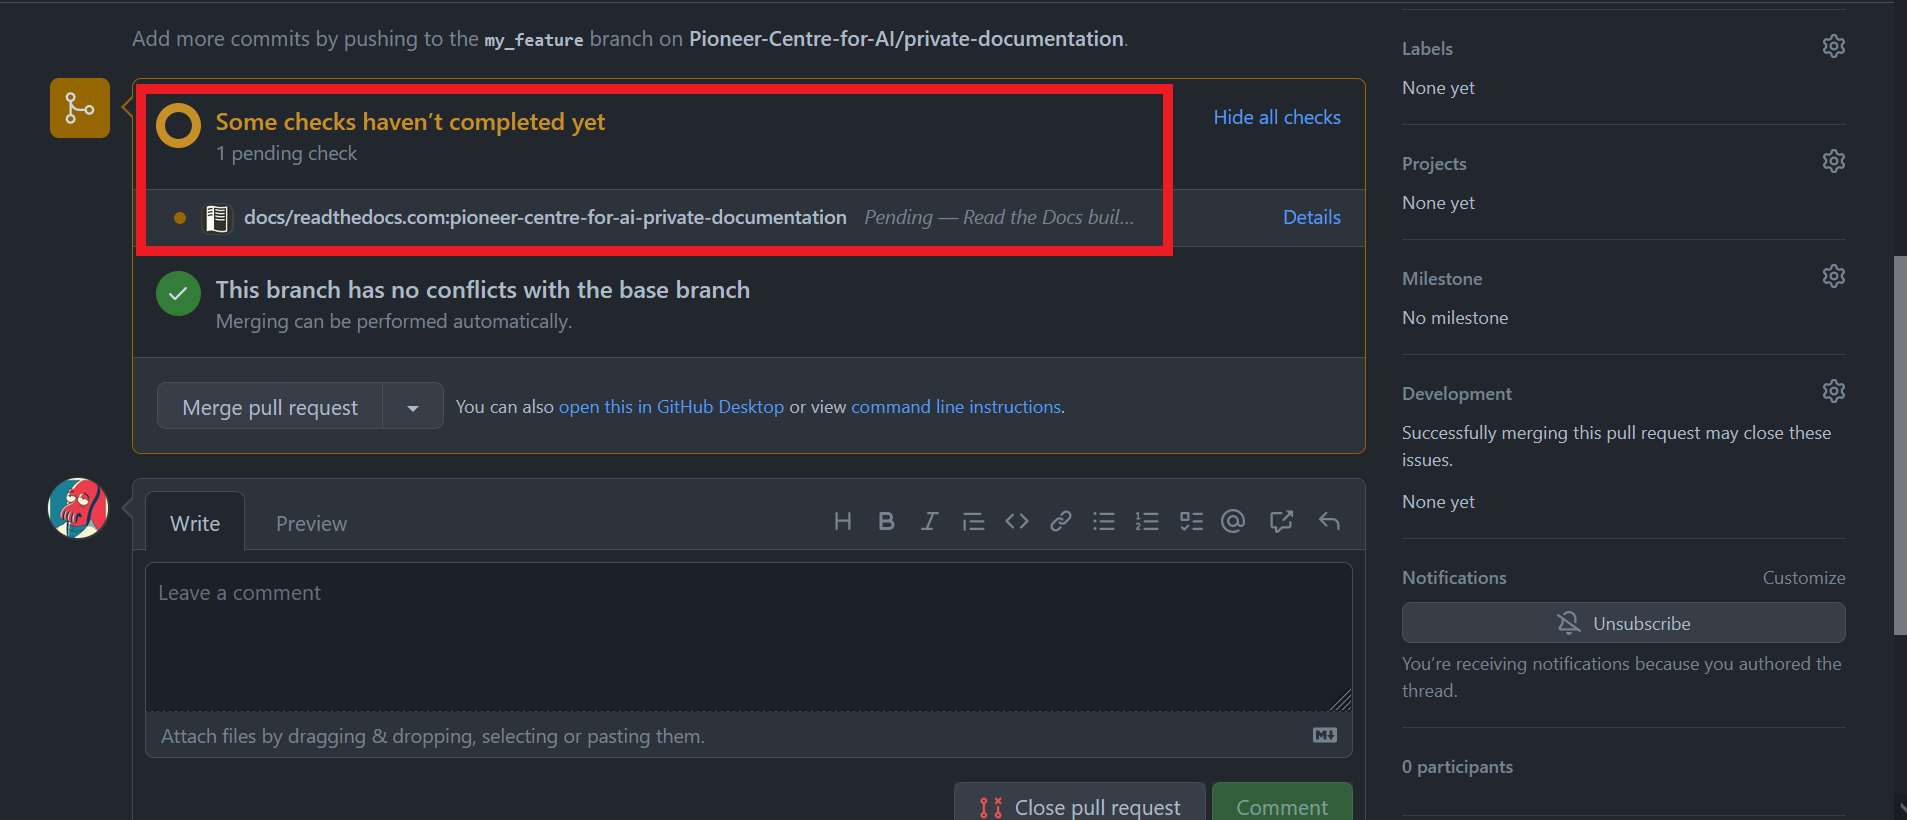 Add more commits by pushing to the my_feature branch on Pioneer-Centre-for-AI/private-documentation.
Some checks haven’t completed yet
1 pending check
Hide all checks
docs/readthedocs.com:pioneer-centre-for-ai-private-documentation Pending — Read the Docs buil...
Details
This branch has no conflicts with the base branch
Merging can be performed automatically.
Merge pull request
You can also open this in GitHub Desktop or view command line instructions.
Write
Preview
Leave a comment
Attach files by dragging & dropping, selecting or pasting them.
Close pull request
Comment
Labels
None yet
Projects
None yet
Milestone
No milestone
Development
Successfully merging this pull request may close these
issues.
None yet
Notifications
Customize
Unsubscribe
You’re receiving notifications because you authored the
thread.
0 participants